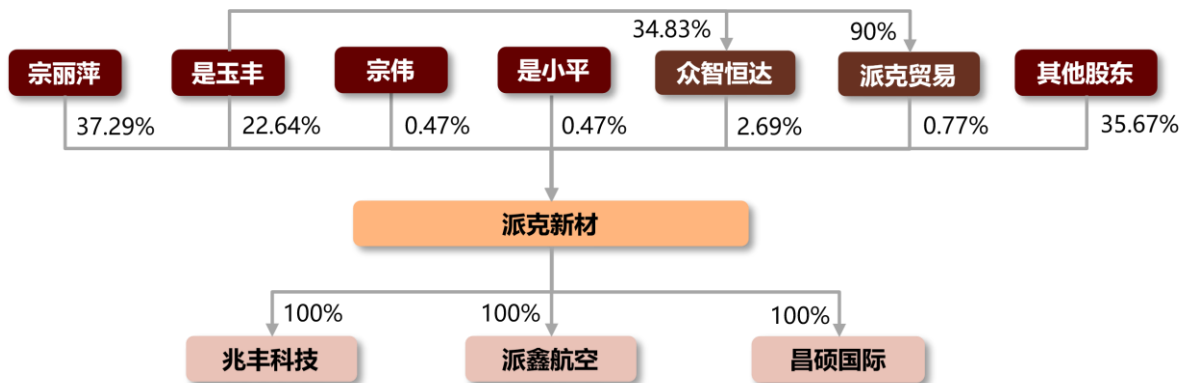 34.83%
90%
宗丽萍
是玉丰
宗伟
是小平
众智恒达
派克贸易
其他股东
37.29%
22.64%
0.47%
0.47%
2.69%
0.77%
35.67%
派克新材
100%
100%
100%
兆丰科技
派鑫航空
昌硕国际